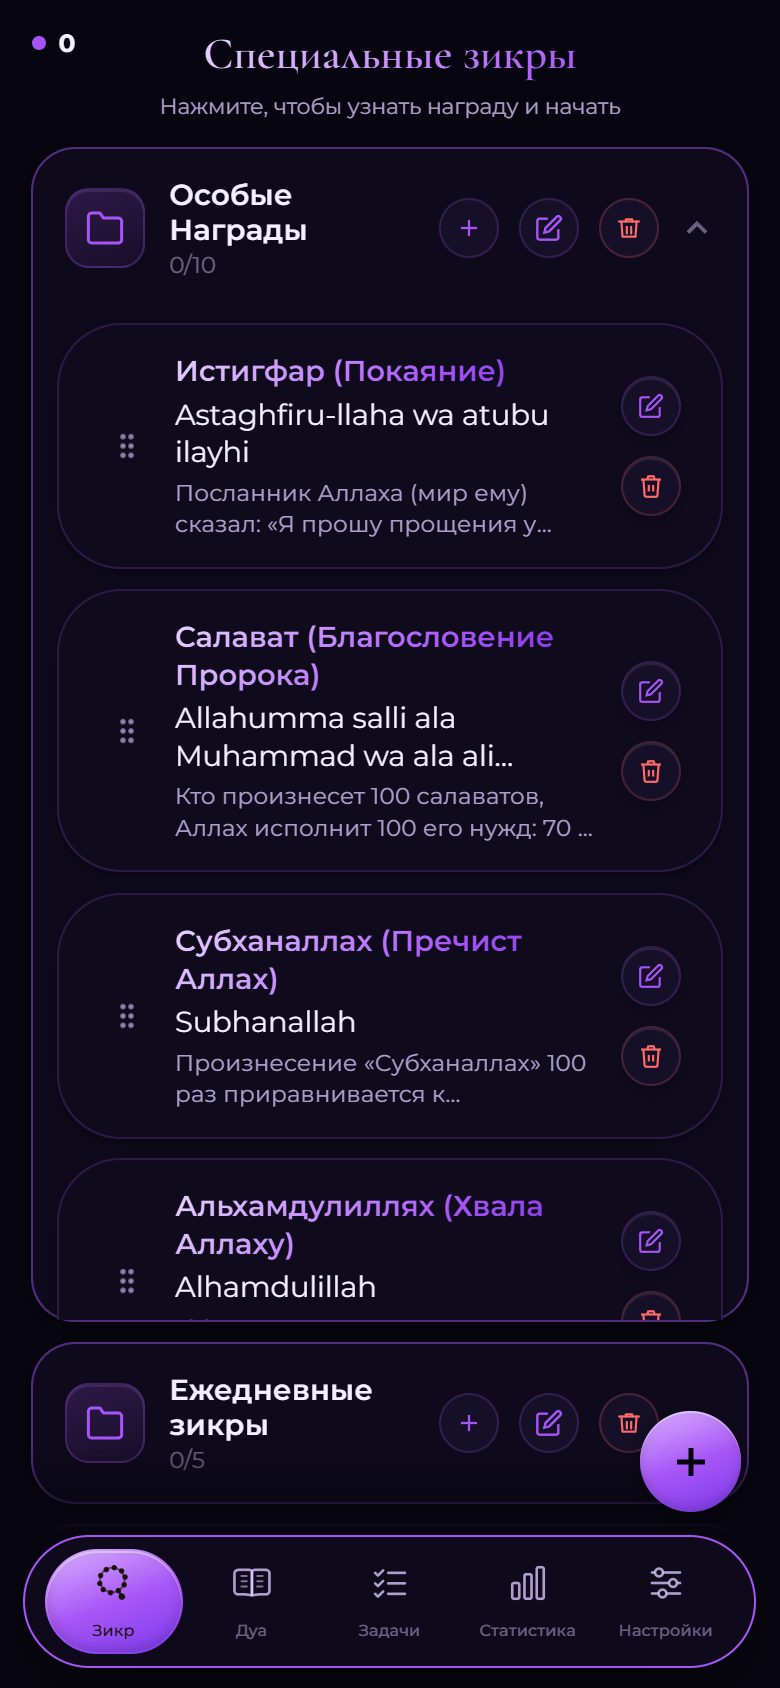 0
Специальные зикры
Нажмите, чтобы узнать награду и начать
Особые
Награды
0/10
Истигфар (Покаяние)
Astaghfiru-llaha wa atubu
ilayhi
Посланник Аллаха (мир ему)
сказал: «Я прошу прощения у...
Салават (Благословение
Пророка)
Allahumma salli ala
Muhammad wa ala ali...
Кто произнесет 100 салаватов,
Аллах исполнит 100 его нужд: 70 ...
Субханаллах (Пречист
Аллах)
Subhanallah
Произнесение «Субханаллах» 100
раз приравнивается к...
Альхамдулиллях (Хвала
Аллаху)
Alhamdulillah
Ежедневные
зикры
0/5
Зикр
Дуа
Задачи
Статистика
Настройки